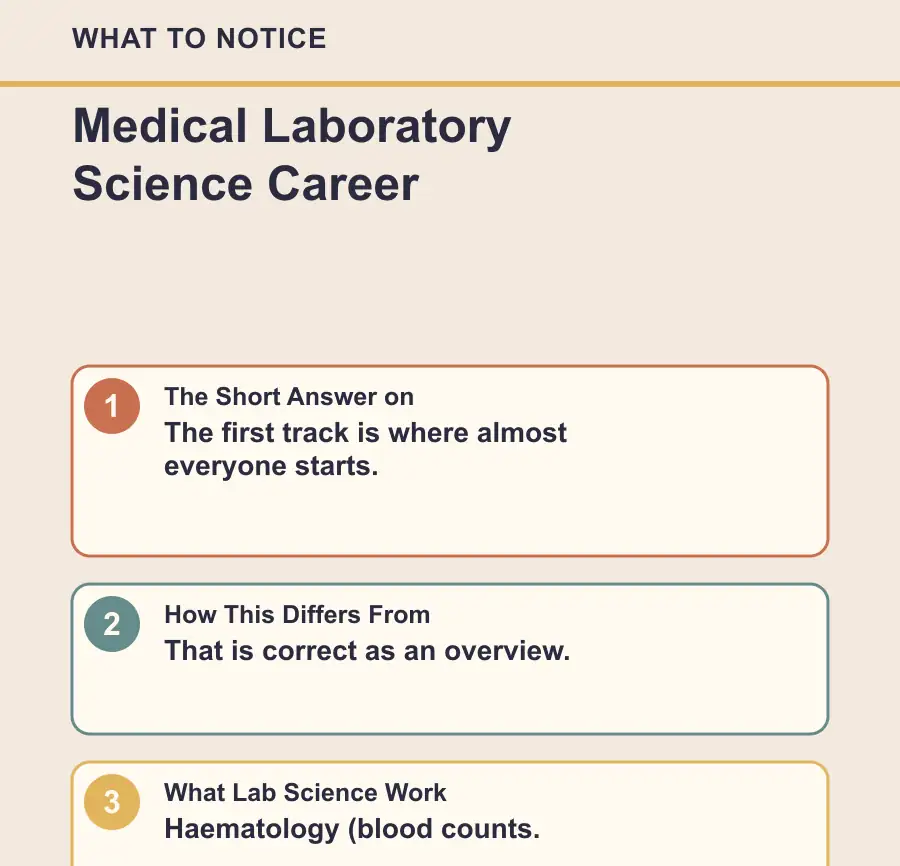 WHAT TO NOTICE
Medical Laboratory
Science Career
1
The Short Answer on
The first track is where almost
everyone starts.
2
How This Differs From
That is correct as an overview.
3
What Lab Science Work
Haematology (blood counts.